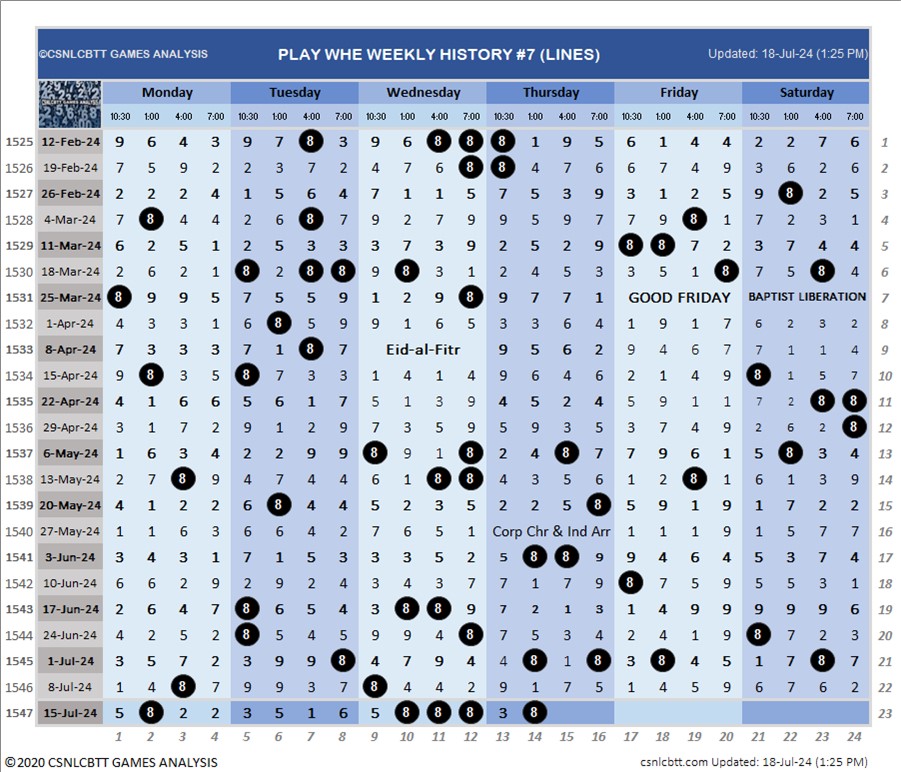 ©CSNLCBTT GAMES ANALYSIS PLAY WHE WEEKLY HISTORY #7 (LINES) Updated: 18-Jul-24 (1:25 PM)
Monday Tuesday Wednesday Thursday Friday Saturday
CSNLCBTT GAMES ANALYSIS 10:30 1:00 4:00 7:00 10:30 1:00 4:00 7:00 10:30 1:00 4:00 7:00 10:30 1:00 4:00 7:00 10:30 1:00 4:00 7:00 10:30 1:00 4:00 7:00
1525 12-Feb-24 9 6 4 3 9 7 8 3 9 6 8 8 8 1 9 5 6 1 4 4 2 2 7 6 1
1526 19-Feb-24 7 5 9 2 2 3 7 2 4 7 6 8 8 4 7 6 6 7 4 9 3 6 2 6 2
1527 26-Feb-24 2 2 2 4 1 5 6 4 7 1 1 5 7 5 3 9 3 1 2 5 9 8 2 5 3
1528 4-Mar-24 7 8 4 4 2 6 8 7 9 2 7 9 9 5 9 7 7 9 8 1 7 2 3 1 4
1529 11-Mar-24 6 2 5 1 2 5 3 3 3 7 3 9 2 5 2 9 8 8 7 2 3 7 4 4 5
1530 18-Mar-24 2 6 2 1 8 2 8 8 9 8 3 1 2 4 5 3 3 5 1 8 7 5 8 4 6
1531 25-Mar-24 8 9 9 5 7 5 5 9 1 2 9 8 9 7 7 1 GOOD FRIDAY BAPTIST LIBERATION 7
1532 1-Apr-24 4 3 3 1 6 8 5 9 9 1 6 5 3 3 6 4 1 9 1 7 6 2 3 2 8
1533 8-Apr-24 7 3 3 3 7 1 8 7 Eid-al-Fitr 9 5 6 2 9 4 6 7 7 1 1 4 9
1534 15-Apr-24 9 8 3 5 8 7 3 3 1 4 1 4 9 6 4 6 2 1 4 9 8 1 5 7 10
1535 22-Apr-24 4 1 6 6 5 6 1 7 5 1 3 9 4 5 2 4 5 9 1 1 7 2 8 8 11
1536 29-Apr-24 3 1 7 2 9 1 2 9 7 3 5 9 5 9 3 5 3 7 4 9 2 6 2 8 12
1537 6-May-24 1 6 3 4 2 2 9 9 8 9 1 8 2 4 8 7 7 9 6 1 5 8 3 4 13
1538 13-May-24 2 7 8 9 4 7 4 4 6 1 8 8 4 3 5 6 1 2 8 1 6 1 3 9 14
1539 20-May-24 4 1 2 2 6 8 4 4 5 2 3 5 2 2 5 8 5 9 1 9 1 7 2 2 15
1540 27-May-24 1 1 6 3 6 6 4 2 7 6 5 1 Corp Chr & Ind Arr 9 1 1 9 1 5 7 7 16
1541 3-Jun-24 3 4 3 1 7 1 5 3 3 3 5 2 5 8 8 9 9 4 6 4 5 3 7 4 17
1542 10-Jun-24 6 6 2 9 2 9 2 4 3 4 3 7 7 1 7 9 8 7 5 9 5 5 3 1 18
1543 17-Jun-24 2 6 4 7 8 6 5 4 3 8 8 9 7 2 1 3 1 4 9 9 9 9 9 6 19
1544 24-Jun-24 4 2 5 2 8 5 4 5 9 9 4 8 7 5 3 4 2 4 1 9 8 7 2 3 20
1545 1-Jul-24 3 5 7 2 3 9 9 8 4 7 9 4 4 8 1 8 3 8 4 5 1 7 8 7 21
1546 8-Jul-24 1 4 8 7 9 9 3 7 8 4 4 2 9 1 7 5 1 4 5 9 6 7 6 2 22
1547 15-Jul-24 5 8 2 2 3 5 1 6 5 8 8 8 3 8 23
1 2 3 4 5 6 7 8 9 10 11 12 13 14 15 16 17 18 19 20 21 22 23 24
©2020 CSNLCBTT GAMES ANALYSIS csnlcbtt.com Updated: 18-Jul-24 (1:25 PM)